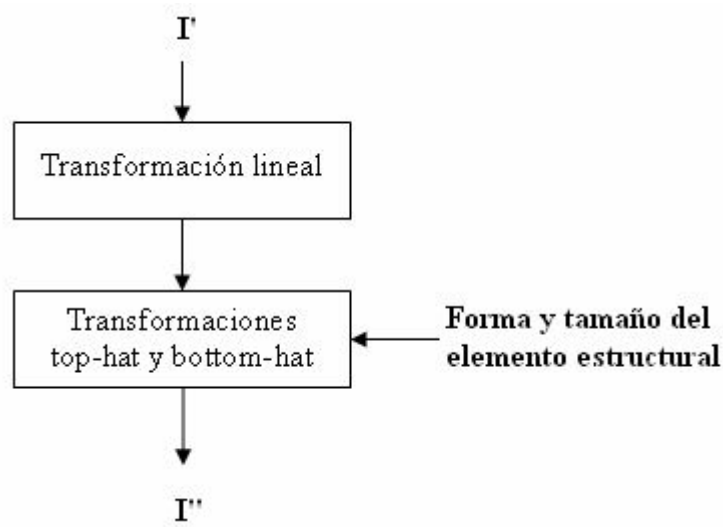 I'
Transformación lineal
Transformaciones
top-hat y bottom-hat
Forma y tamaño del
elemento estructural
I''